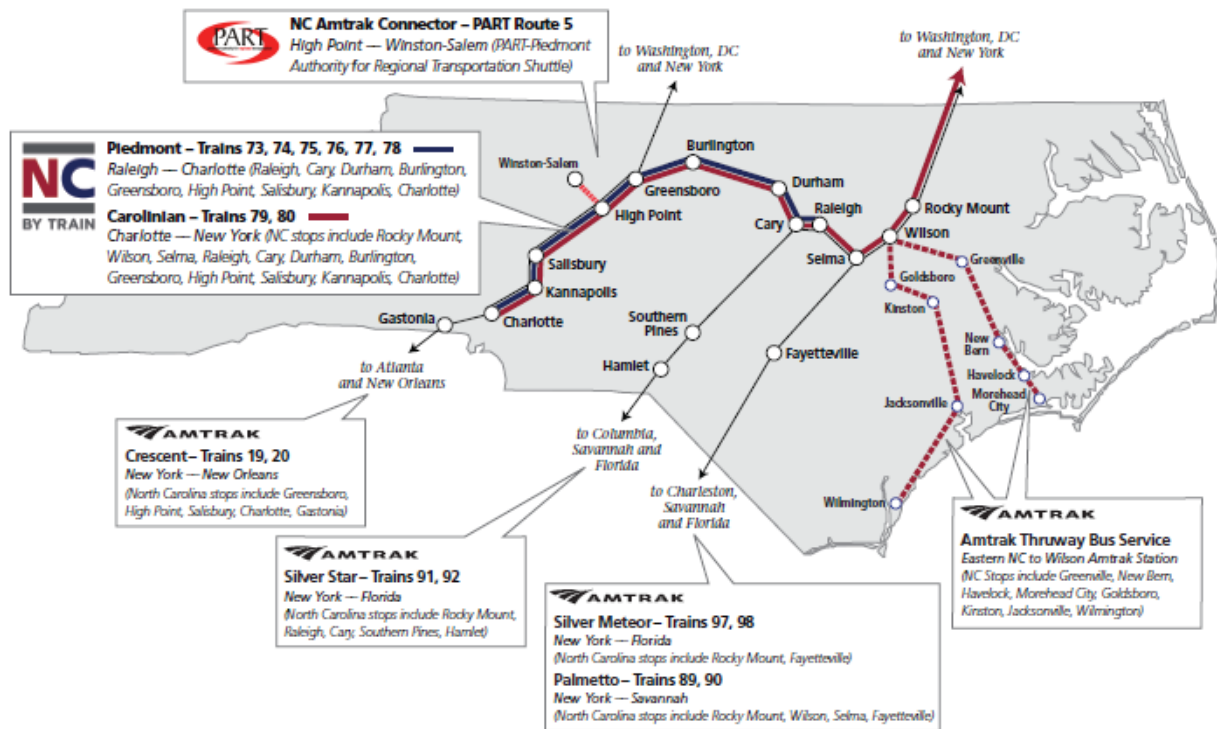 PART
NC Amtrak Connector – PART Route 5
High Point — Winston-Salem (PART-Piedmont
Authority for Regional Transportation Shuttle)
to Washington, DC
and New York
to Washington, DC
and New York
NC
BY TRAIN
Piedmont – Trains 73, 74, 75, 76, 77, 78
Raleigh — Charlotte (Raleigh, Cary, Durham, Burlington,
Greensboro, High Point, Salisbury, Kannapolis, Charlotte)
Carolinian – Trains 79, 80
Charlotte — New York (NC stops include Rocky Mount,
Wilson, Selma, Raleigh, Cary, Durham, Burlington,
Greensboro, High Point, Salisbury, Kannapolis, Charlotte)
Winston-Salem
Burlington
Greensboro
High Point
Durham
Cary
Raleigh
Rocky Mount
Wilson
Selma
Salisbury
Kannapolis
Charlotte
Gastonia
Goldsboro
Greenville
Kinston
Southern
Pines
Hamlet
Fayetteville
New
Bern
Havelock
Morehead
City
Jacksonville
Wilmington
to Atlanta
and New Orleans
to Columbia,
Savannah and
Florida
to Charleston,
Savannah
and Florida
AMTRAK
Crescent – Trains 19, 20
New York — New Orleans
(North Carolina stops include Greensboro,
High Point, Salisbury, Charlotte, Gastonia)
AMTRAK
Silver Star – Trains 91, 92
New York — Florida
(North Carolina stops include Rocky Mount,
Raleigh, Cary, Southern Pines, Hamlet)
AMTRAK
Silver Meteor – Trains 97, 98
New York — Florida
(North Carolina stops include Rocky Mount, Fayetteville)
Palmetto – Trains 89, 90
New York — Savannah
(North Carolina stops include Rocky Mount, Wilson, Selma, Fayetteville)
AMTRAK
Amtrak Thruway Bus Service
Eastern NC to Wilson Amtrak Station
(NC Stops include Greenville, New Bern,
Havelock, Morehead City, Goldsboro,
Kinston, Jacksonville, Wilmington)